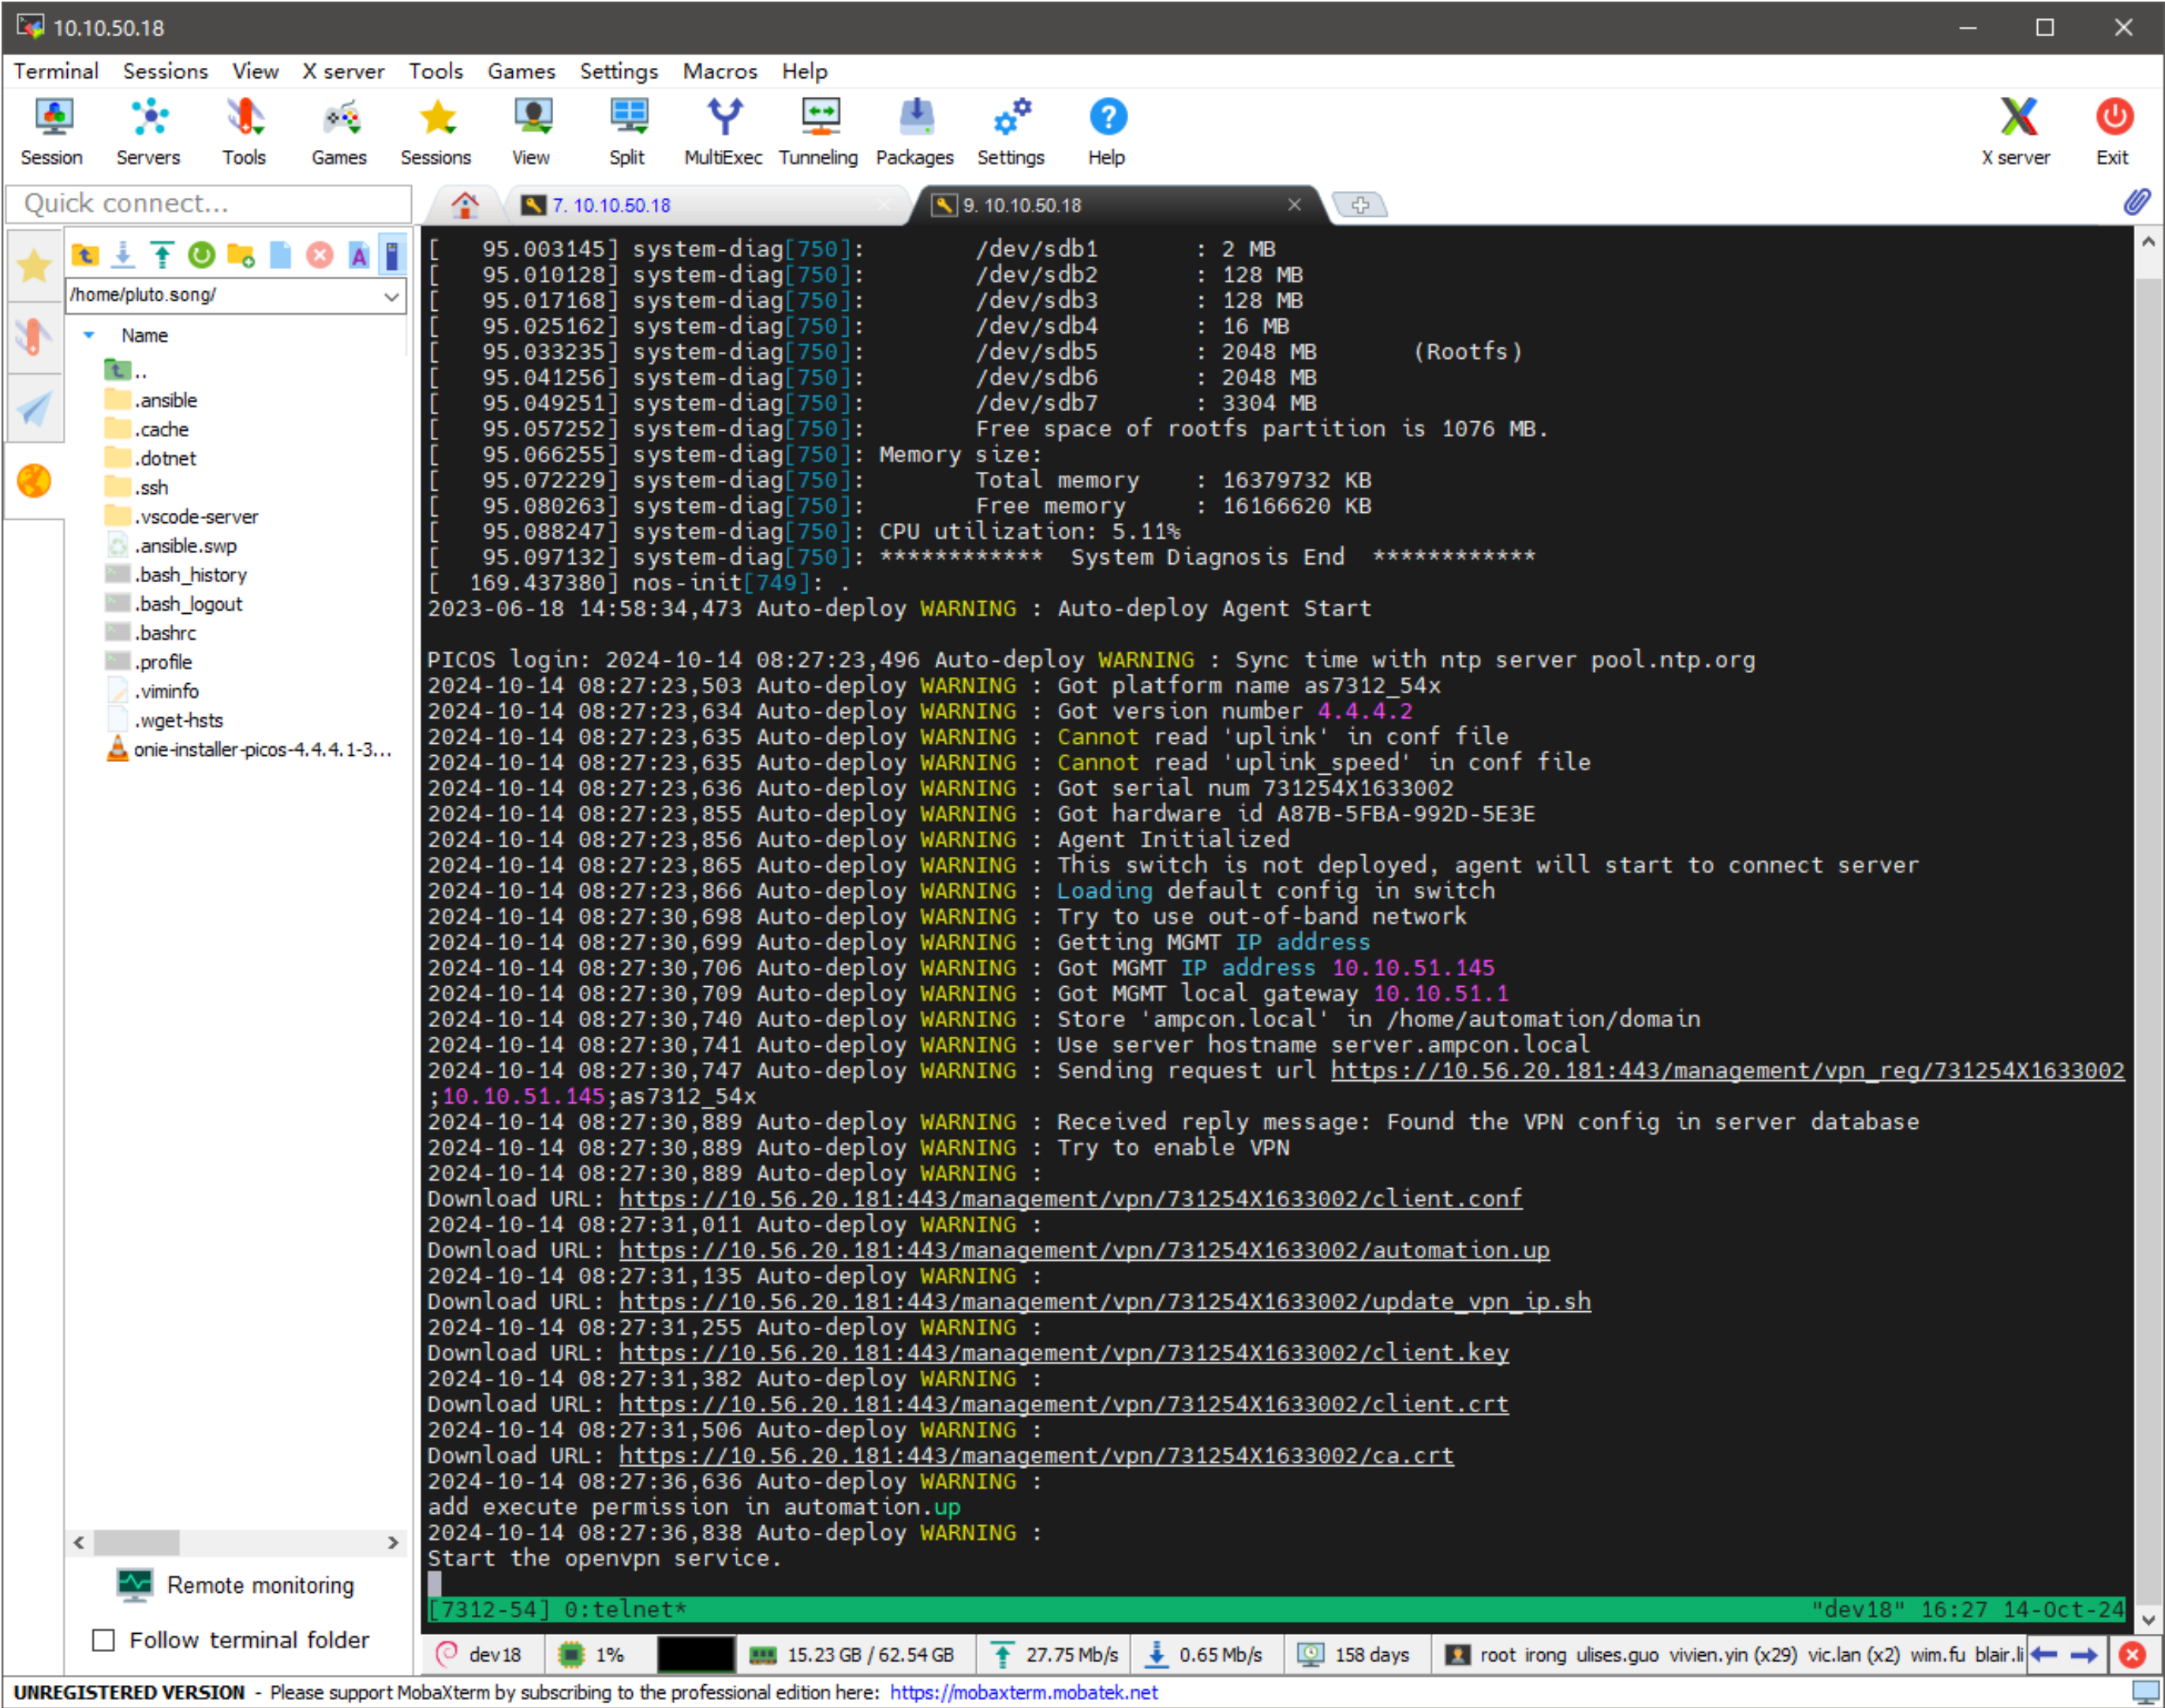 10.10.50.18
Terminal Sessions View X server Tools Games Settings Macros Help
Session Servers Tools Games Sessions View Split MultiExec Tunneling Packages Settings Help X server Exit
Quick connect...
7. 10.10.50.18
9. 10.10.50.18
/home/pluto.song/
Name
..
.ansible
.cache
.dotnet
.ssh
.vscode-server
.ansible.swp
.bash_history
.bash_logout
.bashrc
.profile
.viminfo
.wget-hsts
onie-installer-picos-4.4.4.1-3...
Remote monitoring
Follow terminal folder
[   95.003145] system-diag[750]:        /dev/sdb1       : 2 MB
[   95.010128] system-diag[750]:        /dev/sdb2       : 128 MB
[   95.017168] system-diag[750]:        /dev/sdb3       : 128 MB
[   95.025162] system-diag[750]:        /dev/sdb4       : 16 MB
[   95.033235] system-diag[750]:        /dev/sdb5       : 2048 MB       (Rootfs)
[   95.041256] system-diag[750]:        /dev/sdb6       : 2048 MB
[   95.049251] system-diag[750]:        /dev/sdb7       : 3304 MB
[   95.057252] system-diag[750]:        Free space of rootfs partition is 1076 MB.
[   95.066255] system-diag[750]: Memory size:
[   95.072229] system-diag[750]:        Total memory    : 16379732 KB
[   95.080263] system-diag[750]:        Free memory     : 16166620 KB
[   95.088247] system-diag[750]: CPU utilization: 5.11%
[   95.097132] system-diag[750]: ************  System Diagnosis End  ************
[  169.437380] nos-init[749]: .
2023-06-18 14:58:34,473 Auto-deploy WARNING : Auto-deploy Agent Start
PICOS login: 2024-10-14 08:27:23,496 Auto-deploy WARNING : Sync time with ntp server pool.ntp.org
2024-10-14 08:27:23,503 Auto-deploy WARNING : Got platform name as7312_54x
2024-10-14 08:27:23,634 Auto-deploy WARNING : Got version number 4.4.4.2
2024-10-14 08:27:23,635 Auto-deploy WARNING : Cannot read 'uplink' in conf file
2024-10-14 08:27:23,635 Auto-deploy WARNING : Cannot read 'uplink_speed' in conf file
2024-10-14 08:27:23,636 Auto-deploy WARNING : Got serial num 731254X1633002
2024-10-14 08:27:23,855 Auto-deploy WARNING : Got hardware id A87B-5FBA-992D-5E3E
2024-10-14 08:27:23,856 Auto-deploy WARNING : Agent Initialized
2024-10-14 08:27:23,865 Auto-deploy WARNING : This switch is not deployed, agent will start to connect server
2024-10-14 08:27:23,866 Auto-deploy WARNING : Loading default config in switch
2024-10-14 08:27:30,698 Auto-deploy WARNING : Try to use out-of-band network
2024-10-14 08:27:30,699 Auto-deploy WARNING : Getting MGMT IP address
2024-10-14 08:27:30,706 Auto-deploy WARNING : Got MGMT IP address 10.10.51.145
2024-10-14 08:27:30,709 Auto-deploy WARNING : Got MGMT local gateway 10.10.51.1
2024-10-14 08:27:30,740 Auto-deploy WARNING : Store 'ampcon.local' in /home/automation/domain
2024-10-14 08:27:30,741 Auto-deploy WARNING : Use server hostname server.ampcon.local
2024-10-14 08:27:30,747 Auto-deploy WARNING : Sending request url https://10.56.20.181:443/management/vpn_reg/731254X1633002
;10.10.51.145;as7312_54x
2024-10-14 08:27:30,889 Auto-deploy WARNING : Received reply message: Found the VPN config in server database
2024-10-14 08:27:30,889 Auto-deploy WARNING : Try to enable VPN
2024-10-14 08:27:30,889 Auto-deploy WARNING :
Download URL: https://10.56.20.181:443/management/vpn/731254X1633002/client.conf
2024-10-14 08:27:31,011 Auto-deploy WARNING :
Download URL: https://10.56.20.181:443/management/vpn/731254X1633002/automation.up
2024-10-14 08:27:31,135 Auto-deploy WARNING :
Download URL: https://10.56.20.181:443/management/vpn/731254X1633002/update_vpn_ip.sh
2024-10-14 08:27:31,255 Auto-deploy WARNING :
Download URL: https://10.56.20.181:443/management/vpn/731254X1633002/client.key
2024-10-14 08:27:31,382 Auto-deploy WARNING :
Download URL: https://10.56.20.181:443/management/vpn/731254X1633002/client.crt
2024-10-14 08:27:31,506 Auto-deploy WARNING :
Download URL: https://10.56.20.181:443/management/vpn/731254X1633002/ca.crt
2024-10-14 08:27:36,636 Auto-deploy WARNING :
add execute permission in automation.up
2024-10-14 08:27:36,838 Auto-deploy WARNING :
Start the openvpn service.
[7312-54] 0:telnet* "dev18" 16:27 14-Oct-24
dev18 1% 15.23 GB / 62.54 GB 27.75 Mb/s 0.65 Mb/s 158 days root irong ulises.guo vivien.yin (x29) vic.lan (x2) wim.fu blair.li
UNREGISTERED VERSION - Please support MobaXterm by subscribing to the professional edition here: https://mobaxterm.mobatek.net